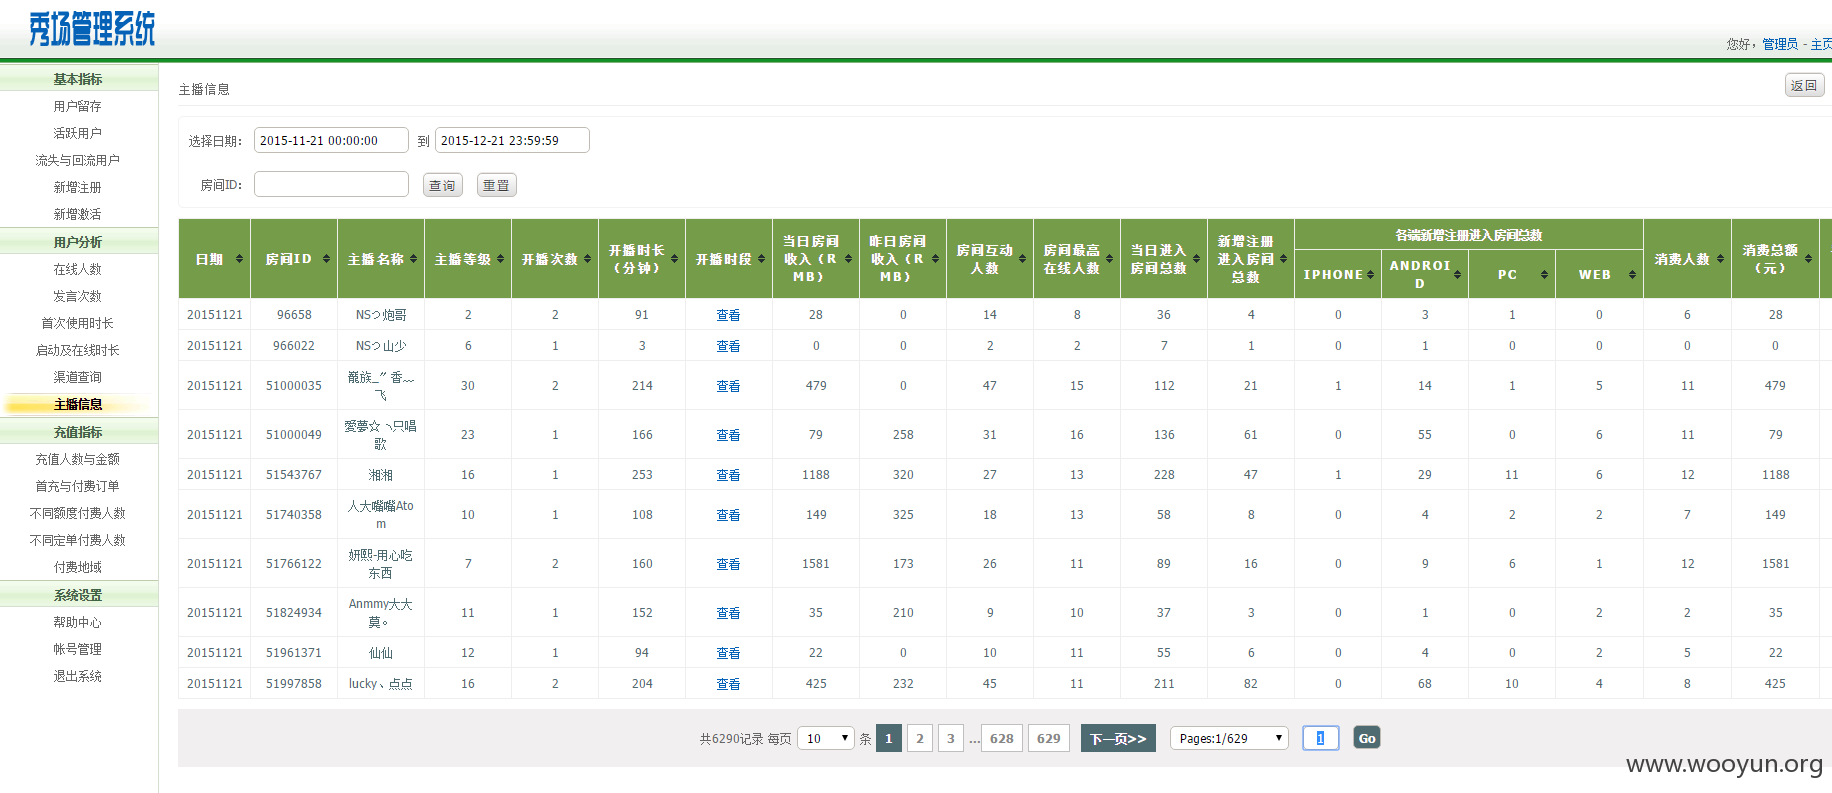 秀场管理系统
您好，管理员 - 主页
基本指标
用户留存
活跃用户
流失与回流用户
新增注册
新增激活
用户分析
在线人数
发言次数
首次使用时长
启动及在线时长
渠道查询
主播信息
充值指标
充值人数与金额
首充与付费订单
不同额度付费人数
不同定单付费人数
付费地域
系统设置
帮助中心
帐号管理
退出系统
主播信息 返回
选择日期： 2015-11-21 00:00:00 到 2015-12-21 23:59:59
房间ID： 查询 重置
日期 房间ID 主播名称 主播等级 开播次数 开播时长（分钟） 开播时段 当日房间收入（RMB） 昨日房间收入（RMB） 房间互动人数 房间最高在线人数 当日进入房间总数 新增注册进入房间总数 各端新增注册进入房间总数 消费人数 消费总额（元）
IPHONE ANDROID PC WEB
20151121 96658 NS つ炮哥 2 2 91 查看 28 0 14 8 36 4 0 3 1 0 6 28
20151121 966022 NS つ山少 6 1 3 查看 0 0 2 2 7 1 0 1 0 0 0 0
20151121 51000035 族_〃香﹏飞 30 2 214 查看 479 0 47 15 112 21 1 14 1 5 11 479
20151121 51000049 愛夢☆ヽ只唱歌 23 1 166 查看 79 258 31 16 136 61 0 55 0 6 11 79
20151121 51543767 湘湘 16 1 253 查看 1188 320 27 13 228 47 1 29 11 6 12 1188
20151121 51740358 人大嘴嘴Atom 10 1 108 查看 149 325 18 13 58 8 0 4 2 2 7 149
20151121 51766122 妍熙-用心吃东西 7 2 160 查看 1581 173 26 11 89 16 0 9 6 1 12 1581
20151121 51824934 Anmmy大大莫。 11 1 152 查看 35 210 9 10 37 3 0 1 0 2 2 35
20151121 51961371 仙仙 12 1 94 查看 22 0 10 11 55 6 0 4 0 2 5 22
20151121 51997858 lucky、点点 16 2 204 查看 425 232 45 11 211 82 0 68 10 4 8 425
共6290记录 每页 10 条 1 2 3 ... 628 629 下一页>> Pages:1/629 1 Go
www.wooyun.org